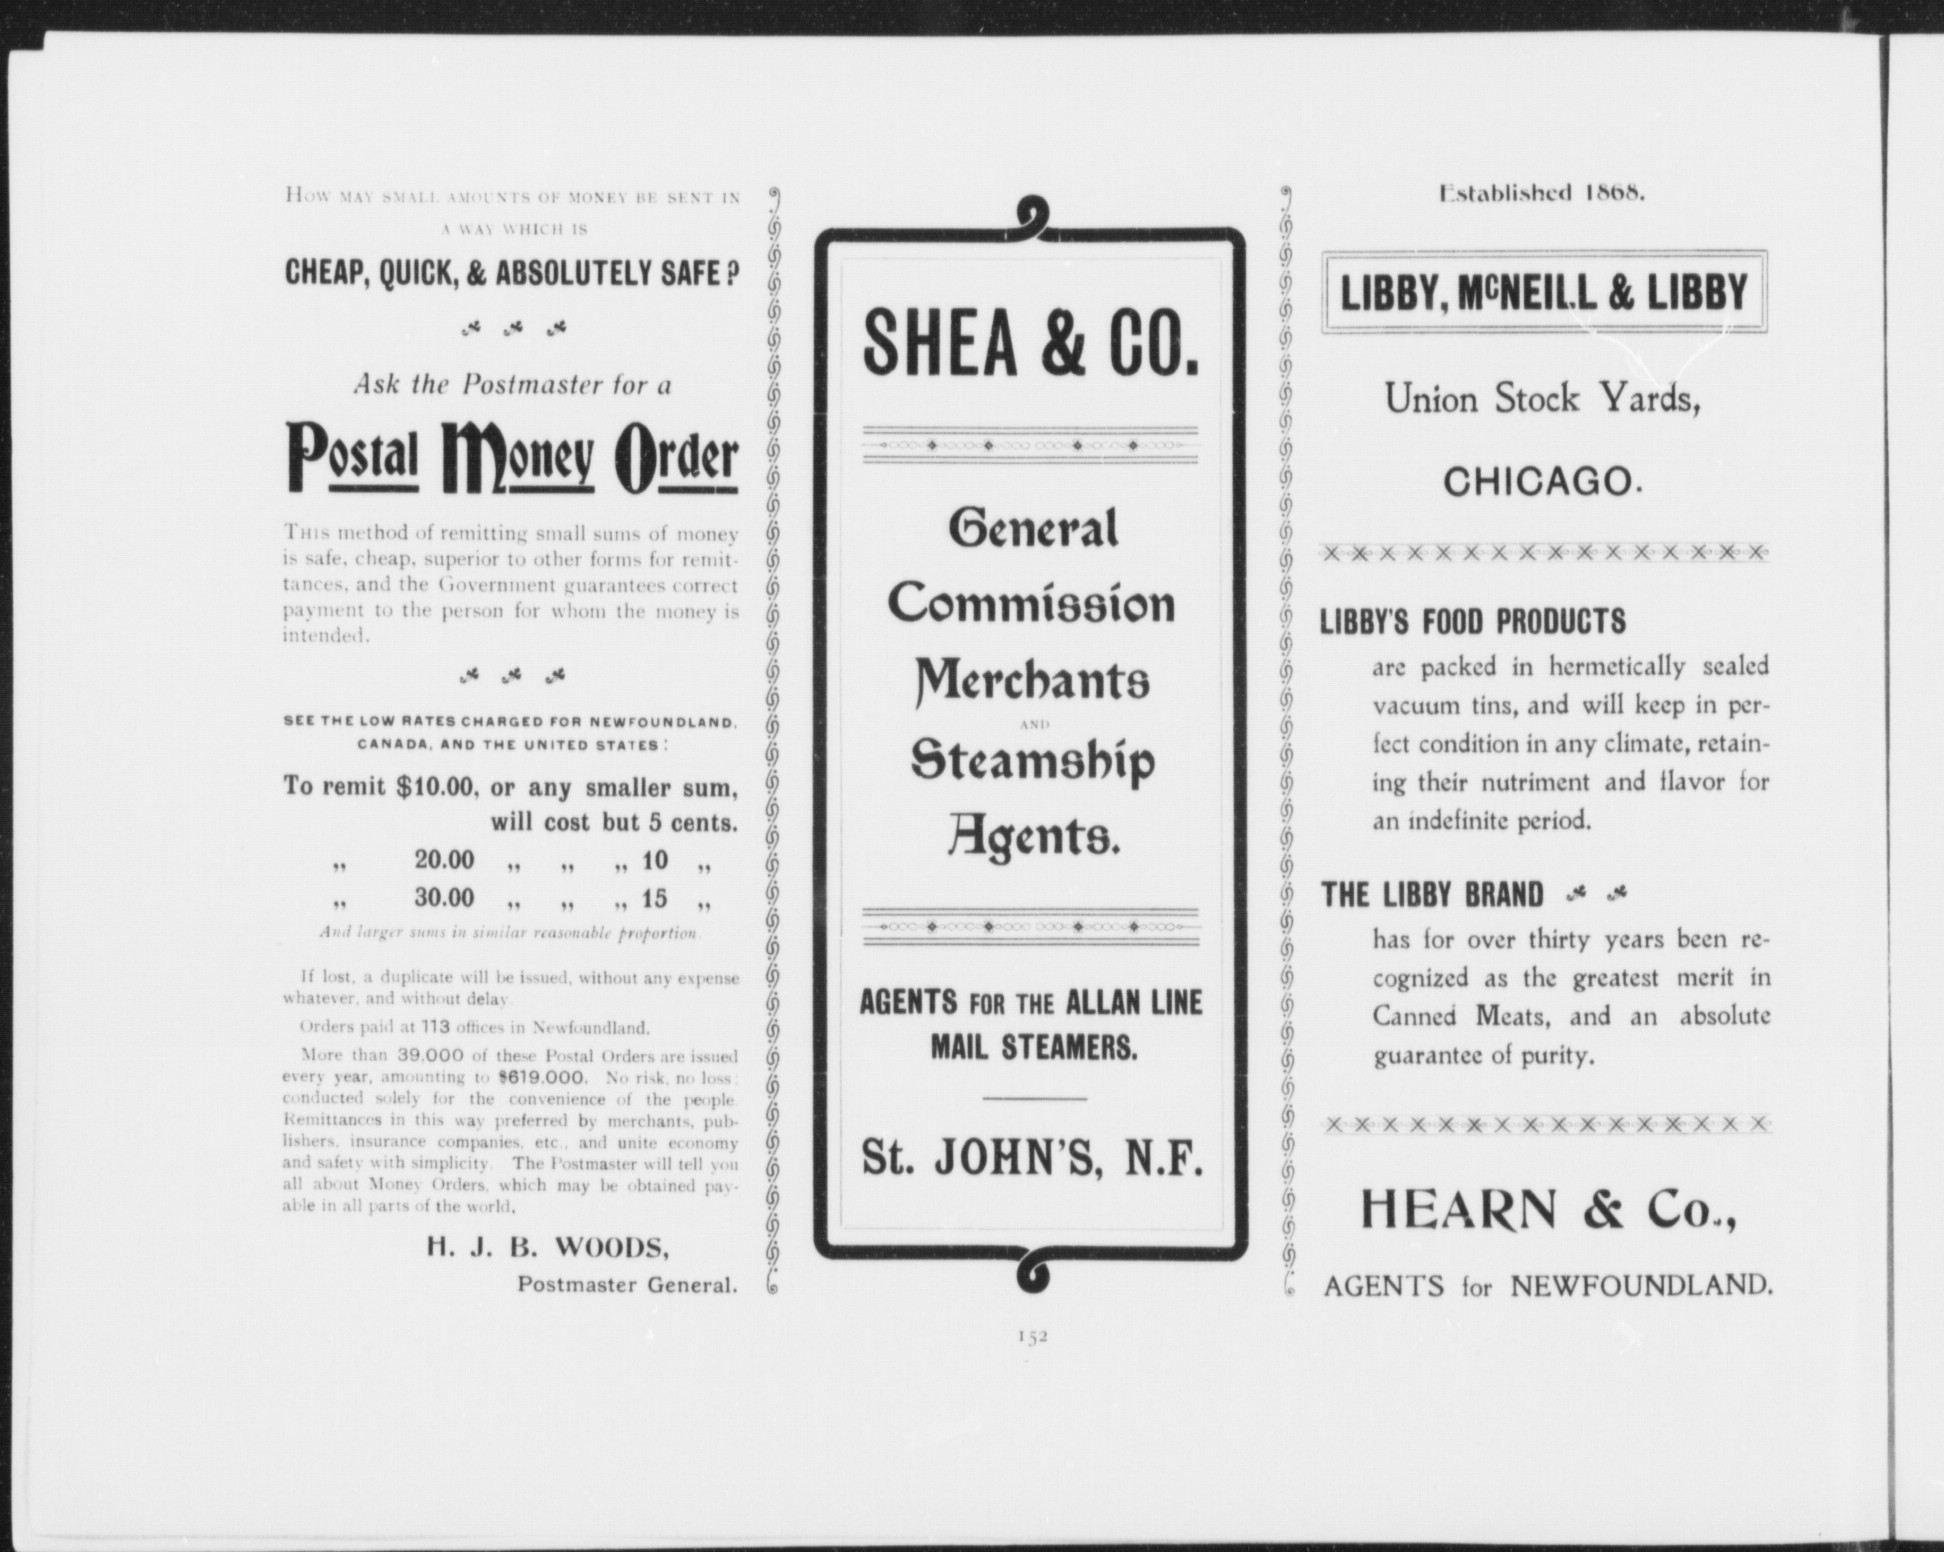 HOW MAY SMALL AMOUNTS OF MONEY BE SENT IN
A WAY WHICH IS
CHEAP, QUICK, & ABSOLUTELY SAFE?
Ask the Postmaster for a
Postal Money Order
THIS method of remitting small sums of money
is safe, cheap, superior to other forms for remit-
tances, and the Government guarantees correct
payment to the person for whom the money is
intended.
SEE THE LOW RATES CHARGED FOR NEWFOUNDLAND,
CANADA, AND THE UNITED STATES:
To remit $10.00, or any smaller sum,
will cost but 5 cents.
,, 20.00 ,, ,, ,, 10 ,,
,, 30.00 ,, ,, ,, 15 ,,
And larger sums in similar reasonable proportion.
If lost, a duplicate will be issued, without any expense
whatever, and without delay.
Orders paid at 113 offices in Newfoundland.
More than 39,000 of these Postal Orders are issued
every year, amounting to $619,000. No risk, no loss;
conducted solely for the convenience of the people.
Remittances in this way preferred by merchants, pub-
lishers, insurance companies, etc., and unite economy
and safety with simplicity. The Postmaster will tell you
all about Money Orders, which may be obtained pay-
able in all parts of the world,
H. J. B. WOODS,
Postmaster General.
SHEA & CO.
General
Commission
Merchants
AND
Steamship
Agents.
AGENTS FOR THE ALLAN LINE
MAIL STEAMERS.
St. JOHN'S, N.F.
Established 1868.
LIBBY, McNEILL & LIBBY
Union Stock Yards,
CHICAGO.
LIBBY'S FOOD PRODUCTS
are packed in hermetically sealed
vacuum tins, and will keep in per-
fect condition in any climate, retain-
ing their nutriment and flavor for
an indefinite period.
THE LIBBY BRAND
has for over thirty years been re-
cognized as the greatest merit in
Canned Meats, and an absolute
guarantee of purity.
HEARN & Co.,
AGENTS for NEWFOUNDLAND.
152